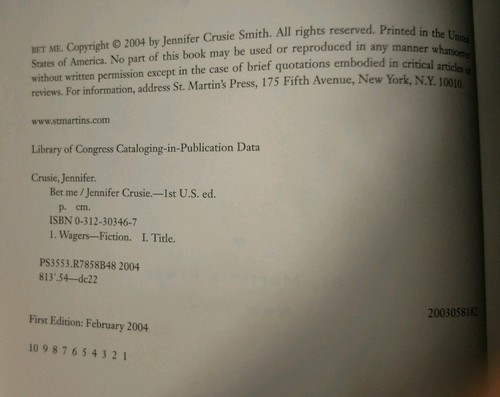 BET ME. Copyright © 2004 by Jennifer Crusie Smith. All rights reserved. Printed in the United
States of America. No part of this book may be used or reproduced in any manner whatsoever
without written permission except in the case of brief quotations embodied in critical articles or
reviews. For information, address St. Martin's Press, 175 Fifth Avenue, New York, N.Y. 10010.
www.stmartins.com
Library of Congress Cataloging-in-Publication Data
Crusie, Jennifer.
Bet me / Jennifer Crusie.—1st U.S. ed.
p. cm.
ISBN 0-312-30346-7
1. Wagers—Fiction. I. Title.
PS3553.R7858B48 2004
813'.54—dc22
2003058182
First Edition: February 2004
10 9 8 7 6 5 4 3 2 1